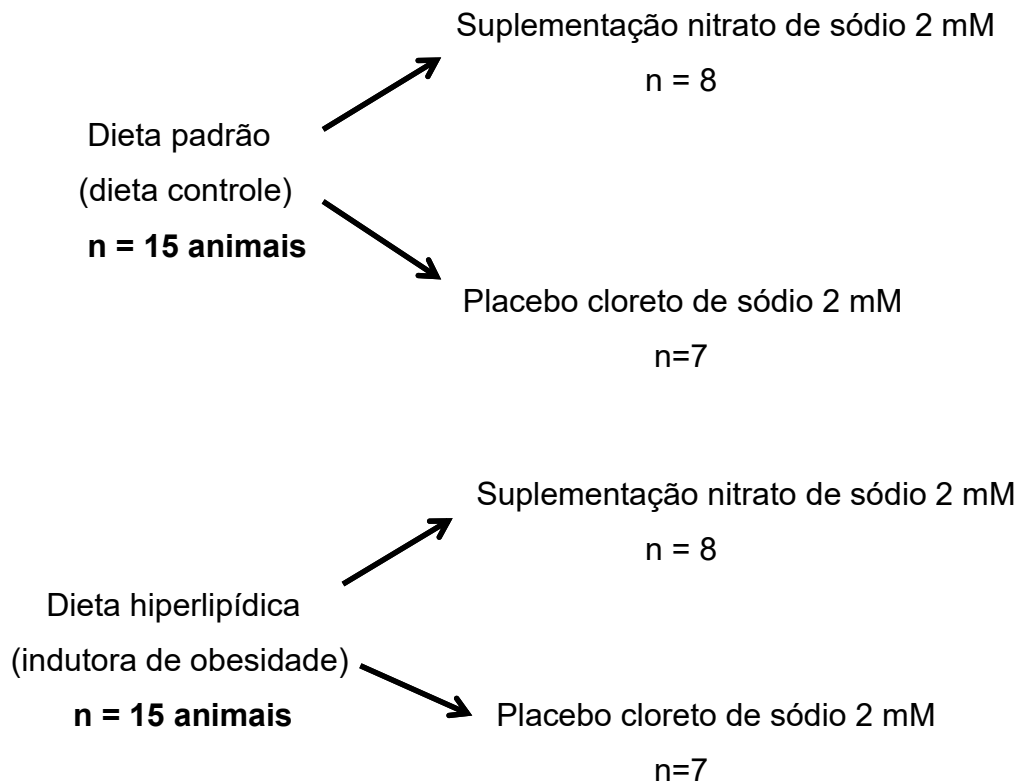 Suplementação nitrato de sódio 2 mM
n = 8
Dieta padrão
(dieta controle)
n = 15 animais
Placebo cloreto de sódio 2 mM
n=7
Suplementação nitrato de sódio 2 mM
n = 8
Dieta hiperlipídica
(indutora de obesidade)
n = 15 animais
Placebo cloreto de sódio 2 mM
n=7